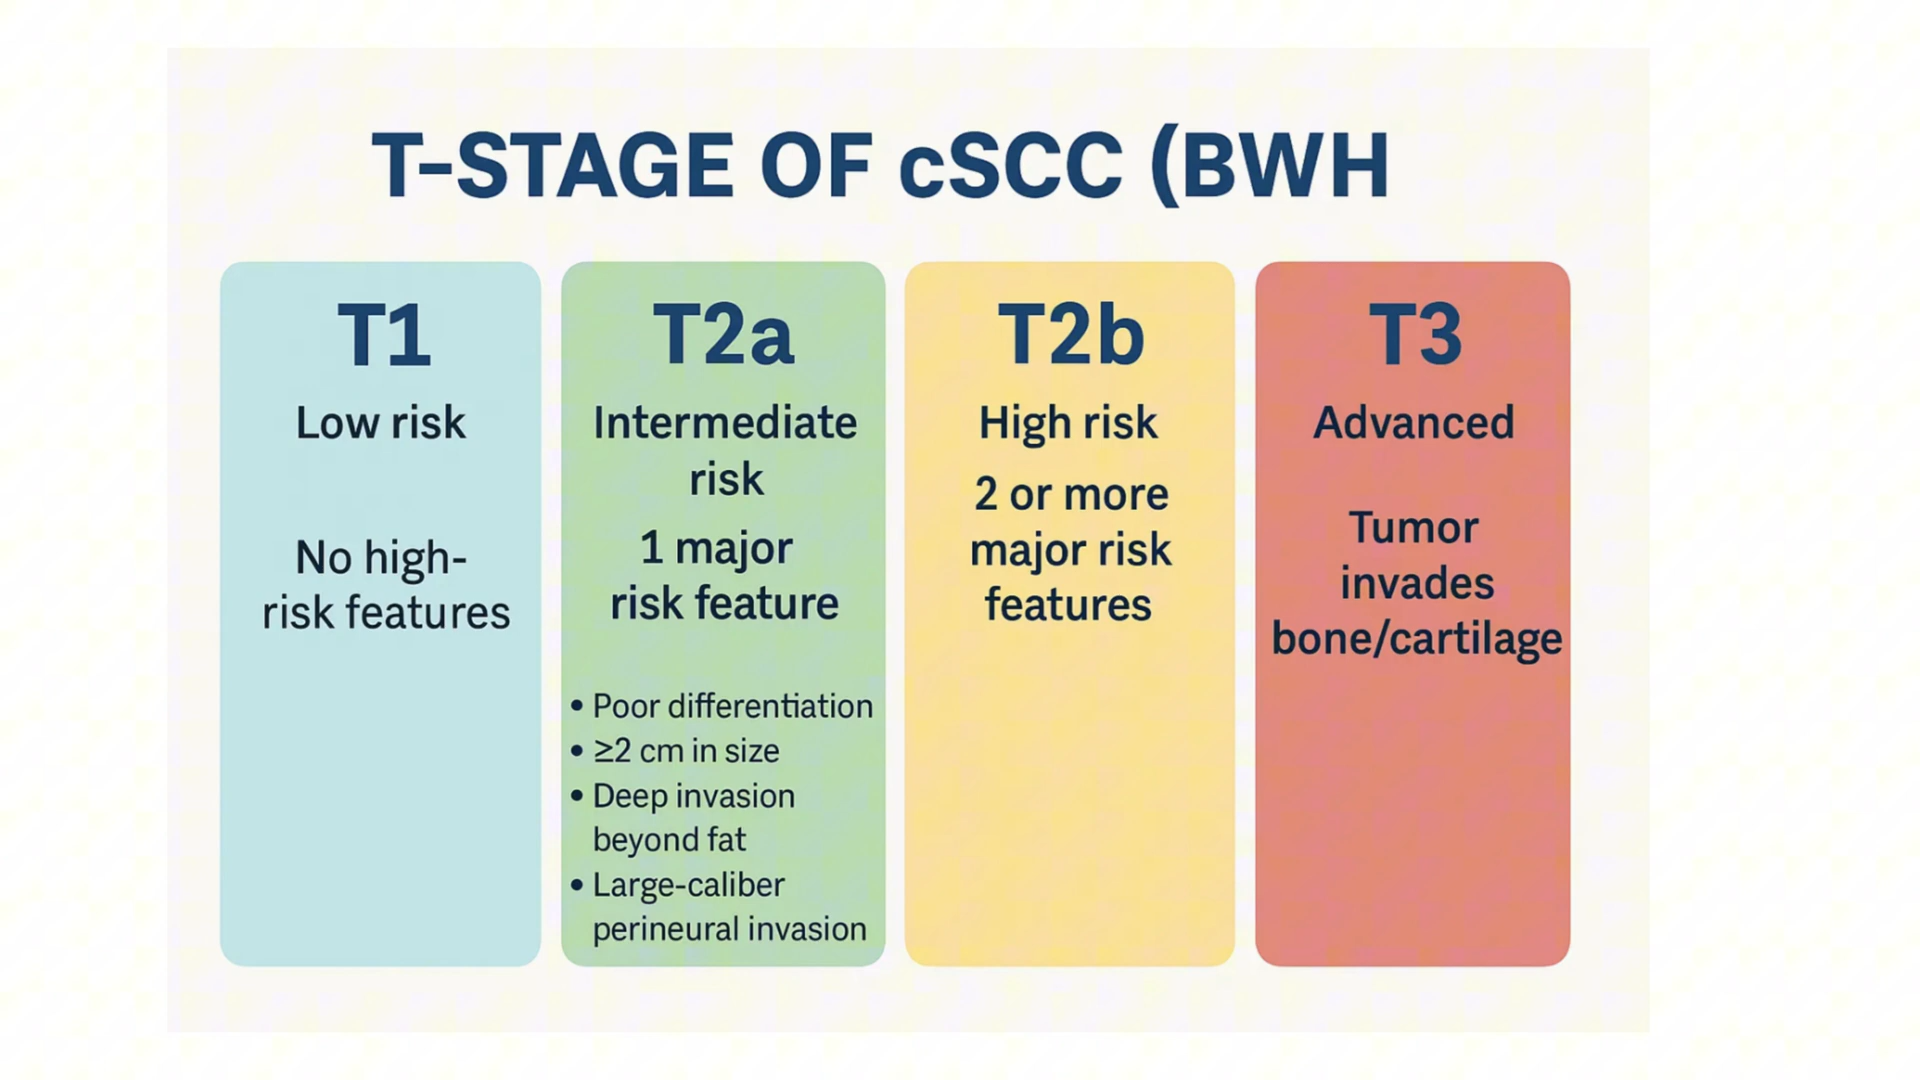 T-STAGE OF cSCC (BWH
T1
Low risk
No high-
risk features
T2a
Intermediate
risk
1 major
risk feature
• Poor differentiation
• ≥2 cm in size
• Deep invasion
beyond fat
• Large-caliber
perineural invasion
T2b
High risk
2 or more
major risk
features
T3
Advanced
Tumor
invades
bone/cartilage